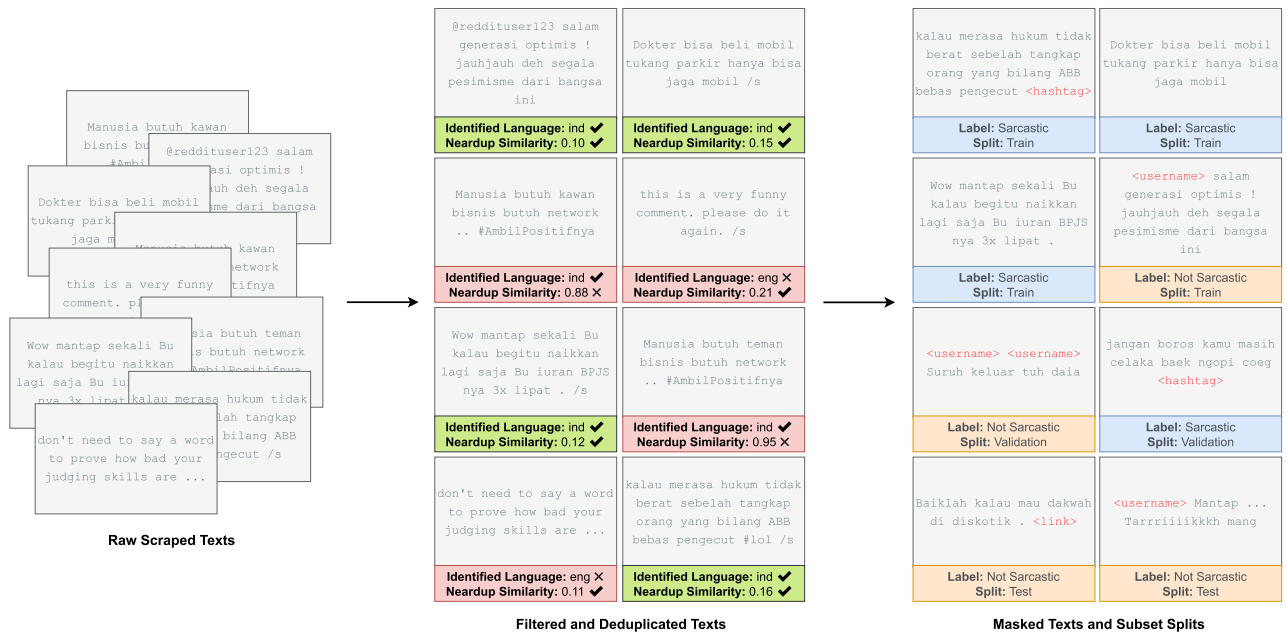 Manusia butuh kawan
bisnis bu
#Ambi
@reddituser123 salam
asi optimis !
uh deh segala
sme dari bangsa
Dokter bisa beli mobil
tukang parki
jaga m
kawan
network
tifnya
this is a very funny
comment. pl
sia butuh teman
is butuh network
AmbilPositifnya
Wow mantap sekali Bu
kalau begitu naikkan
lagi saja Bu iur
nya 3x lipat
kalau merasa hukum tidak
lah tangkap
bilang ABB
ngecut /s
don't need to say a word
to prove how bad your
judging skills are ...
Raw Scraped Texts
@reddituser123 salam
generasi optimis !
jauhjauh deh segala
pesimisme dari bangsa
ini
Identified Language: ind ✔
Neardup Similarity: 0.10 ✔
Dokter bisa beli mobil
tukang parkir hanya bisa
jaga mobil /s
Identified Language: ind ✔
Neardup Similarity: 0.15 ✔
Manusia butuh kawan
bisnis butuh network
.. #AmbilPositifnya
Identified Language: ind ✔
Neardup Similarity: 0.88 ✕
this is a very funny
comment. please do it
again. /s
Identified Language: eng ✕
Neardup Similarity: 0.21 ✔
Wow mantap sekali Bu
kalau begitu naikkan
lagi saja Bu iuran BPJS
nya 3x lipat . /s
Identified Language: ind ✔
Neardup Similarity: 0.12 ✔
Manusia butuh teman
bisnis butuh network
.. #AmbilPositifnya
Identified Language: ind ✔
Neardup Similarity: 0.95 ✕
don't need to say a word
to prove how bad your
judging skills are ...
Identified Language: eng ✕
Neardup Similarity: 0.11 ✔
kalau merasa hukum tidak
berat sebelah tangkap
orang yang bilang ABB
bebas pengecut #lol /s
Identified Language: ind ✔
Neardup Similarity: 0.16 ✔
Filtered and Deduplicated Texts
kalau merasa hukum tidak
berat sebelah tangkap
orang yang bilang ABB
bebas pengecut <hashtag>
Label: Sarcastic
Split: Train
Dokter bisa beli mobil
tukang parkir hanya bisa
jaga mobil
Label: Sarcastic
Split: Train
Wow mantap sekali Bu
kalau begitu naikkan
lagi saja Bu iuran BPJS
nya 3x lipat .
Label: Sarcastic
Split: Train
<username> salam
generasi optimis !
jauhjauh deh segala
pesimisme dari bangsa
ini
Label: Not Sarcastic
Split: Train
<username> <username>
Suruh keluar tuh daia
Label: Not Sarcastic
Split: Validation
jangan boros kamu masih
celaka baek ngopi coeg
<hashtag>
Label: Sarcastic
Split: Validation
Baiklah kalau mau dakwah
di diskotik . <link>
Label: Not Sarcastic
Split: Test
<username> Mantap ...
Tarrriiiikkkh mang
Label: Not Sarcastic
Split: Test
Masked Texts and Subset Splits